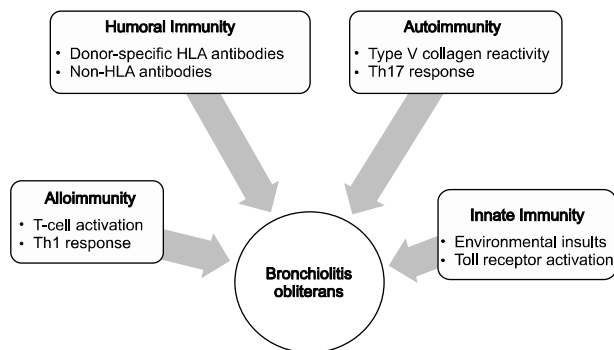 Humoral Immunity
• Donor-specific HLA antibodies
• Non-HLA antibodies
Autoimmunity
• Type V collagen reactivity
• Th17 response
Alloimmunity
• T-cell activation
• Th1 response
Innate Immunity
• Environmental insults
• Toll receptor activation
Bronchiolitis
obliterans